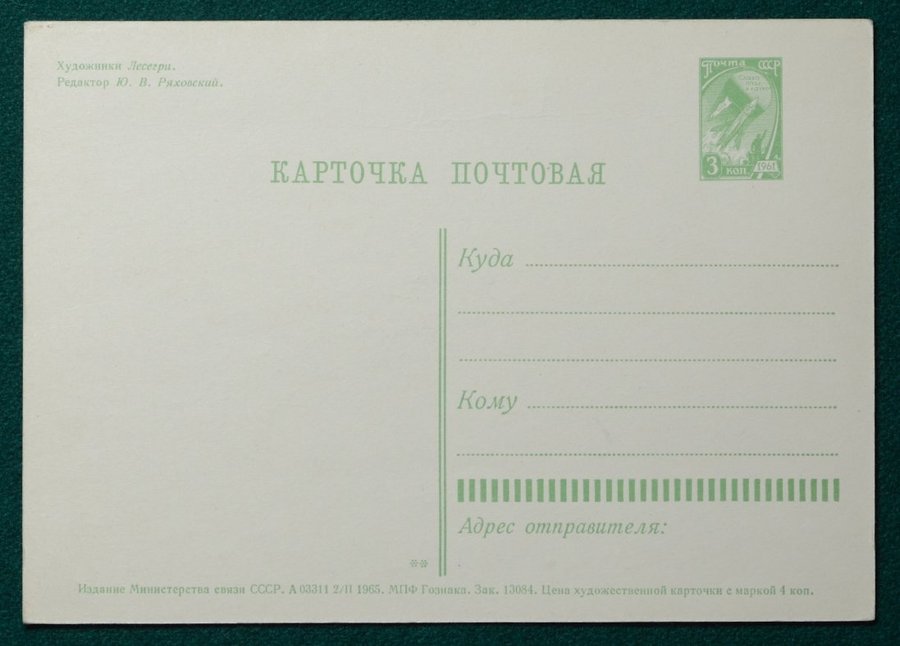 Художники Лесегри.
Редактор Ю. В. Ряховский.
Почта СССР
3 коп 1961
КАРТОЧКА ПОЧТОВАЯ
Куда
Кому
Адрес отправителя:
**
Издание Министерства связи СССР. А 03311 2/II 1965. МПФ Гознака. Зак. 13084. Цена художественной карточки с маркой 4 коп.